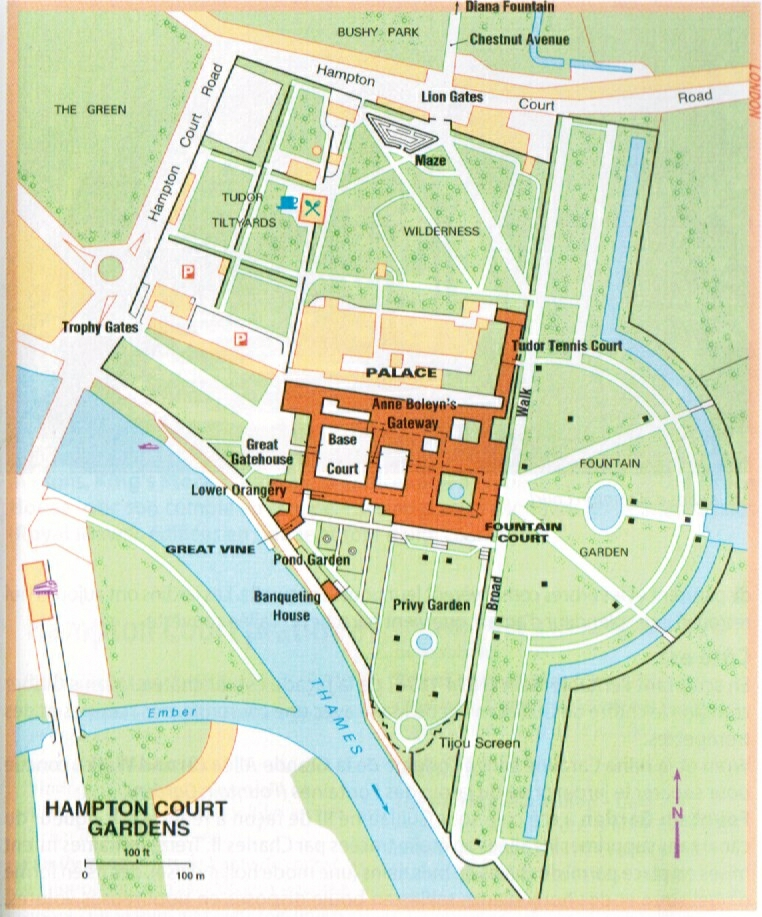 Diana Fountain
BUSHY PARK
Chestnut Avenue
LONDON
Hampton
Court
Road
Lion Gates
THE GREEN
Hampton
Court
Road
Maze
TUDOR
TILTYARDS
WILDERNESS
P
Trophy Gates
P
Tudor Tennis Court
PALACE
Walk
Anne Boleyn's
Gateway
Base
Court
Great
Gatehouse
FOUNTAIN
Lower Orangery
FOUNTAIN
COURT
GREAT VINE
GARDEN
Pond Garden
Banqueting
House
Privy Garden
Broad
THAMES
Ember
Tijou Screen
HAMPTON COURT
GARDENS
N
100 ft
100 m